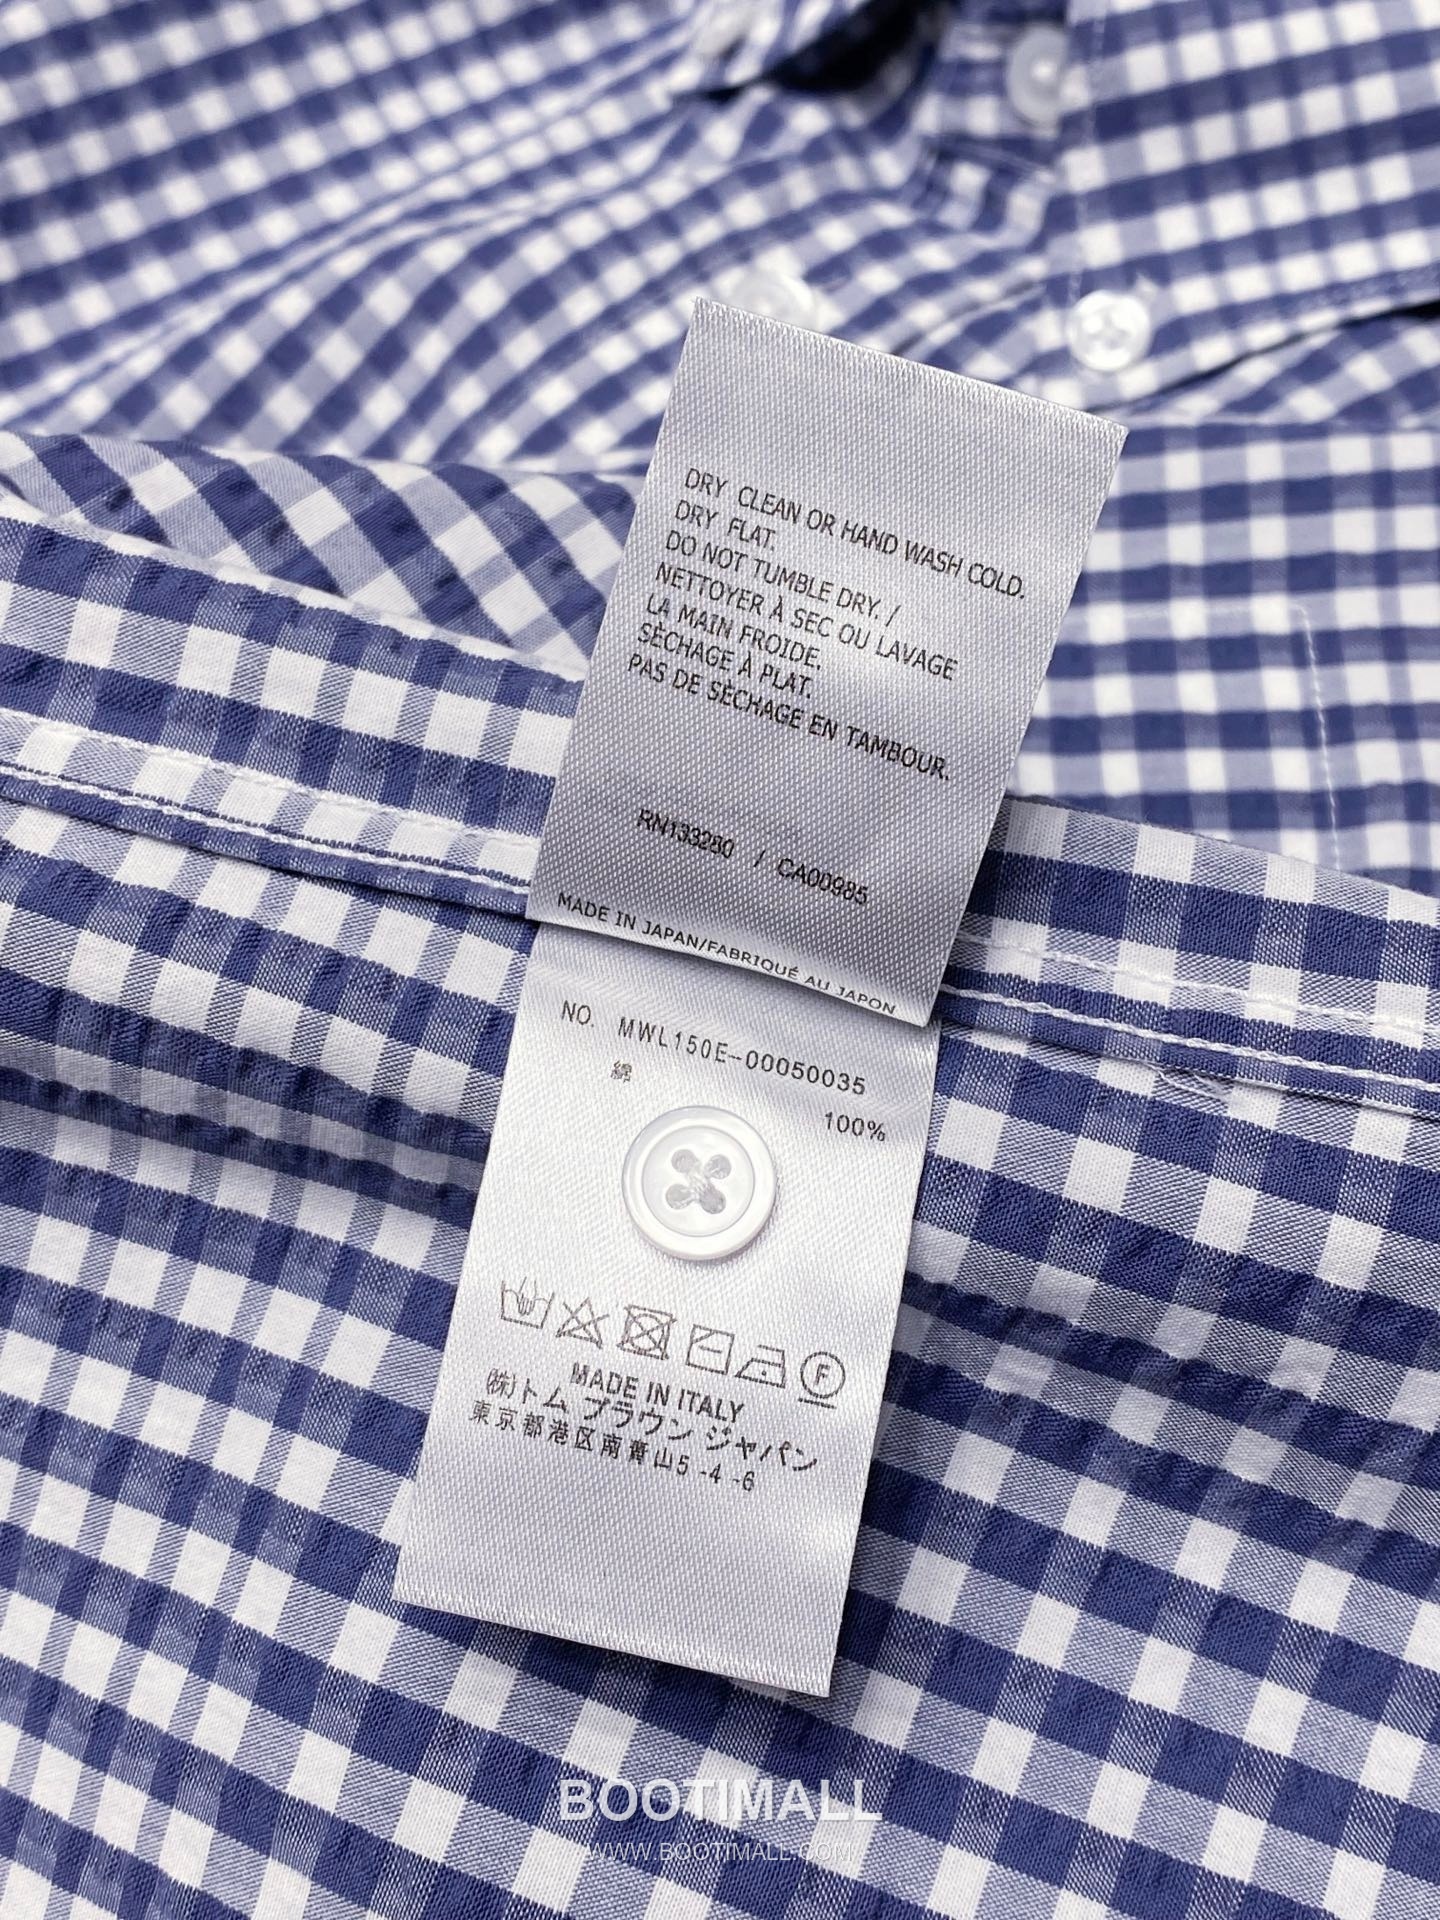 DRY CLEAN OR HAND WASH COLD.
DRY FLAT.
DO NOT TUMBLE DRY. /
NETTOYER À SEC OU LAVAGE
LA MAIN FROIDE.
SÈCHAGE À PLAT.
PAS DE SÈCHAGE EN TAMBOUR.
RN133280 / CA00985
MADE IN JAPAN/FABRIQUÉ AU JAPON
NO. MWL150E-00050035
綿
100%
F
MADE IN ITALY
(株)トム ブラウン ジャパン
東京都港区南青山5-4-6
BOOTIMALL
WWW.BOOTIMALL.COM